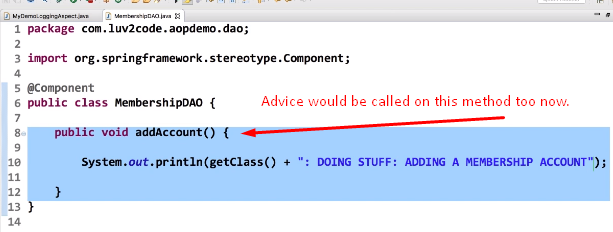 MyDemoLoggingAspect.java MembershipDAO.java
1 package com.luv2code.aopdemo.dao;
2
3 import org.springframework.stereotype.Component;
4
5 @Component
6 public class MembershipDAO {
7
Advice would be called on this method too now.
8 public void addAccount() {
9
10 System.out.println(getClass() + ": DOING STUFF: ADDING A MEMBERSHIP ACCOUNT");
11
12 }
13 }
14